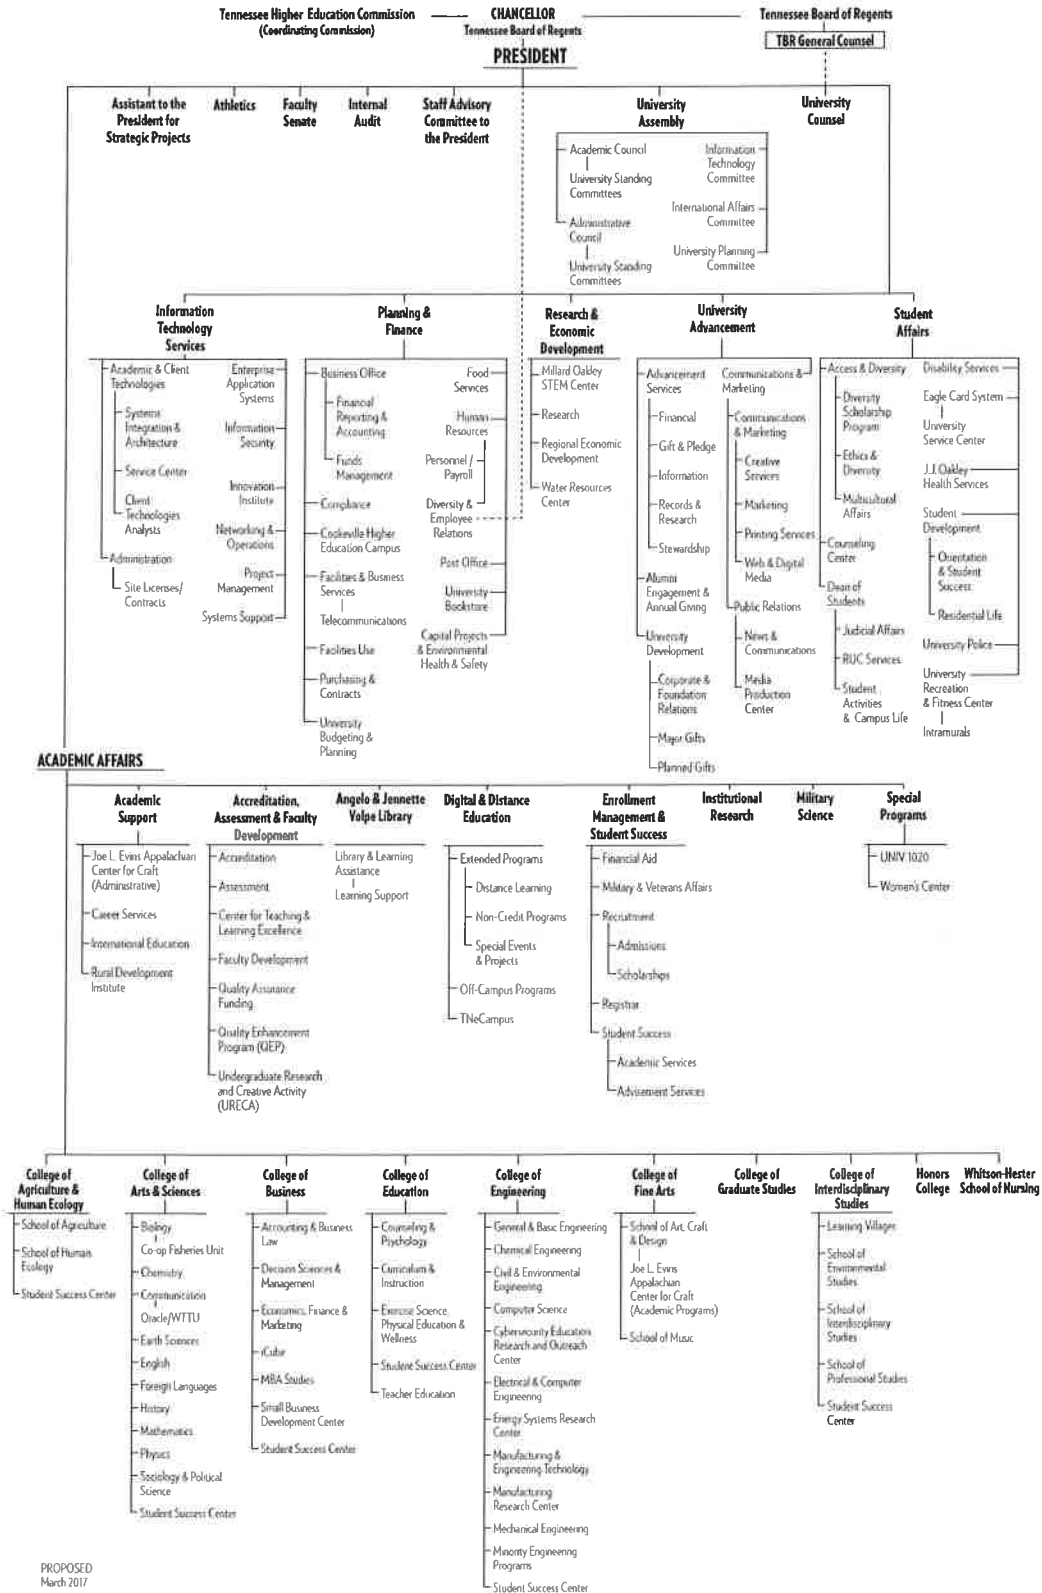 Tennessee Higher Education Commission
(Coordinating Commission)
CHANCELLOR
Tennessee Board of Regents
Tennessee Board of Regents
TBR General Counsel
PRESIDENT
Assistant to the
President for
Strategic Projects
Athletics
Faculty
Senate
Internal
Audit
Staff Advisory
Committee to
the President
University
Assembly
University
Counsel
Academic Council
University Standing
Committees
Administrative
Council
University Standing
Committees
Information
Technology
Committee
International Affairs
Committee
University Planning
Committee
Information
Technology
Services
Academic & Client
Technologies
Systems
Integration &
Architecture
Service Center
Client
Technologies
Analysts
Administration
Site Licenses/
Contracts
Enterprise
Application
Systems
Information
Security
Innovation
Institute
Networking &
Operations
Project
Management
Systems Support
Planning &
Finance
Business Office
Financial
Reporting &
Accounting
Funds
Management
Compliance
Cookeville Higher
Education Campus
Facilities & Business
Services
Telecommunications
Facilities Use
Purchasing &
Contracts
University
Budgeting &
Planning
Food
Services
Human
Resources
Personnel /
Payroll
Diversity &
Employee
Relations
Post Office
University
Bookstore
Capital Projects
& Environmental
Health & Safety
Research &
Economic
Development
Millard Oakley
STEM Center
Research
Regional Economic
Development
Water Resources
Center
University
Advancement
Advancement
Services
Financial
Gift & Pledge
Information
Records &
Research
Stewardship
Alumni
Engagement &
Annual Giving
University
Development
Corporate &
Foundation
Relations
Major Gifts
Planned Gifts
Communications &
Marketing
Communications
& Marketing
Creative
Services
Marketing
Printing Services
Web & Digital
Media
Public Relations
News &
Communications
Media
Production
Center
Student
Affairs
Access & Diversity
Diversity
Scholarship
Program
Ethics &
Diversity
Multicultural
Affairs
Counseling
Center
Dean of
Students
Judicial Affairs
RUC Services
Student
Activities
& Campus Life
Disability Services
Eagle Card System
University
Service Center
J.J. Oakley
Health Services
Student
Development
Orientation
& Student
Success
Residential Life
University Police
University
Recreation
& Fitness Center
Intramurals
ACADEMIC AFFAIRS
Academic
Support
Joe L. Evins Appalachian
Center for Craft
(Administrative)
Career Services
International Education
Rural Development
Institute
Accreditation,
Assessment & Faculty
Development
Accreditation
Assessment
Center for Teaching &
Learning Excellence
Faculty Development
Quality Assurance
Funding
Quality Enhancement
Program (QEP)
Undergraduate Research
and Creative Activity
(URECA)
Angelo & Jennette
Volpe Library
Library & Learning
Assistance
Learning Support
Digital & Distance
Education
Extended Programs
Distance Learning
Non-Credit Programs
Special Events
& Projects
Off-Campus Programs
TNeCampus
Enrollment
Management &
Student Success
Financial Aid
Military & Veterans Affairs
Recruitment
Admissions
Scholarships
Registrar
Student Success
Academic Services
Advisement Services
Institutional
Research
Military
Science
Special
Programs
UNIV 1020
Women's Center
College of
Agriculture &
Human Ecology
School of Agriculture
School of Human
Ecology
Student Success Center
College of
Arts & Sciences
Biology
Co-op Fisheries Unit
Chemistry
Communication
Oracle/WTTU
Earth Sciences
English
Foreign Languages
History
Mathematics
Physics
Sociology & Political
Science
Student Success Center
College of
Business
Accounting & Business
Law
Decision Sciences &
Management
Economics, Finance &
Marketing
iCube
MBA Studies
Small Business
Development Center
Student Success Center
College of
Education
Counseling &
Psychology
Curriculum &
Instruction
Exercise Science,
Physical Education &
Wellness
Student Success Center
Teacher Education
College of
Engineering
General & Basic Engineering
Chemical Engineering
Civil & Environmental
Engineering
Computer Science
Cybersecurity Education
Research and Outreach
Center
Electrical & Computer
Engineering
Energy Systems Research
Center
Manufacturing &
Engineering Technology
Manufacturing
Research Center
Mechanical Engineering
Minority Engineering
Programs
Student Success Center
College of
Fine Arts
School of Art, Craft
& Design
Joe L. Evins
Appalachian
Center for Craft
(Academic Programs)
School of Music
College of
Graduate Studies
College of
Interdisciplinary
Studies
Learning Villages
School of
Environmental
Studies
School of
Interdisciplinary
Studies
School of
Professional Studies
Student Success
Center
Honors
College
Whitson-Hester
School of Nursing
PROPOSED
March 2017